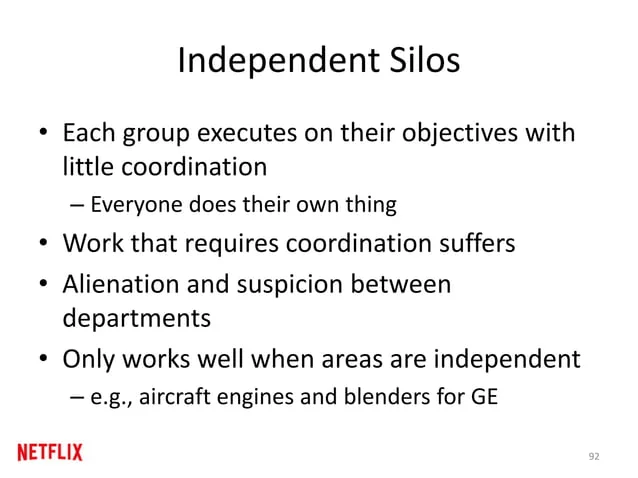 Independent Silos
• Each group executes on their objectives with
little coordination
– Everyone does their own thing
• Work that requires coordination suffers
• Alienation and suspicion between
departments
• Only works well when areas are independent
– e.g., aircraft engines and blenders for GE
NETFLIX
92